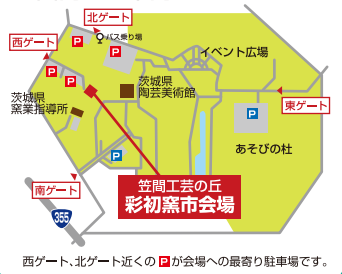 北ゲート
西ゲート
P
バス乗り場
P
イベント広場
P
P
茨城県
陶芸美術館
茨城県
窯業指導所
東ゲート
P
あそびの杜
P
南ゲート
笠間工芸の丘
彩初窯市会場
355
西ゲート、北ゲート近くの P が会場への最寄り駐車場です。